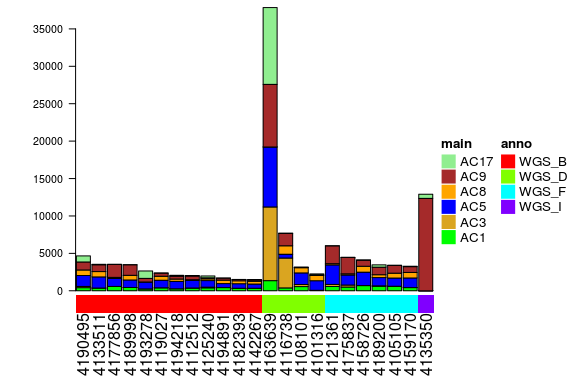 35000
30000
25000
20000
15000
10000
5000
0
main
AC17
AC9
AC8
AC5
AC3
AC1
anno
WGS_B
WGS_D
WGS_F
WGS_I
4190495
4133511
4177856
4189998
4193278
4119027
4194218
4112512
4125240
4194891
4182393
4142267
4163639
4116738
4108101
4101316
4121361
4175837
4158726
4189200
4105105
4159170
4135350